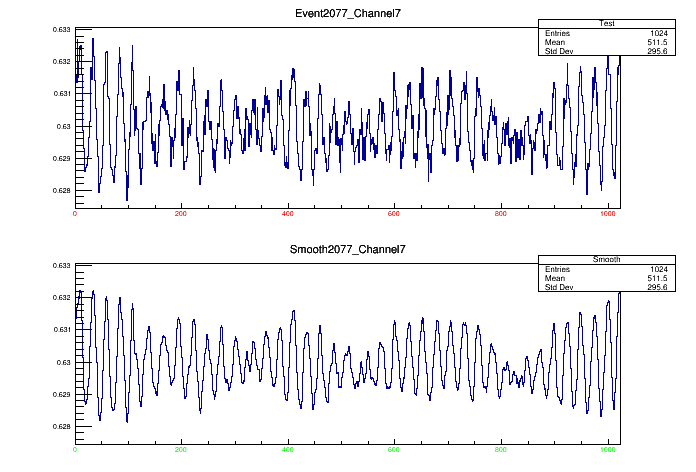 Event2077_Channel7
Test
Entries 1024
Mean 511.5
Std Dev 295.6
0.633
0.632
0.631
0.63
0.629
0.628
0 200 400 600 800 1000
Smooth2077_Channel7
Smooth
Entries 1024
Mean 511.5
Std Dev 295.6
0.633
0.632
0.631
0.63
0.629
0.628
0 200 400 600 800 1000